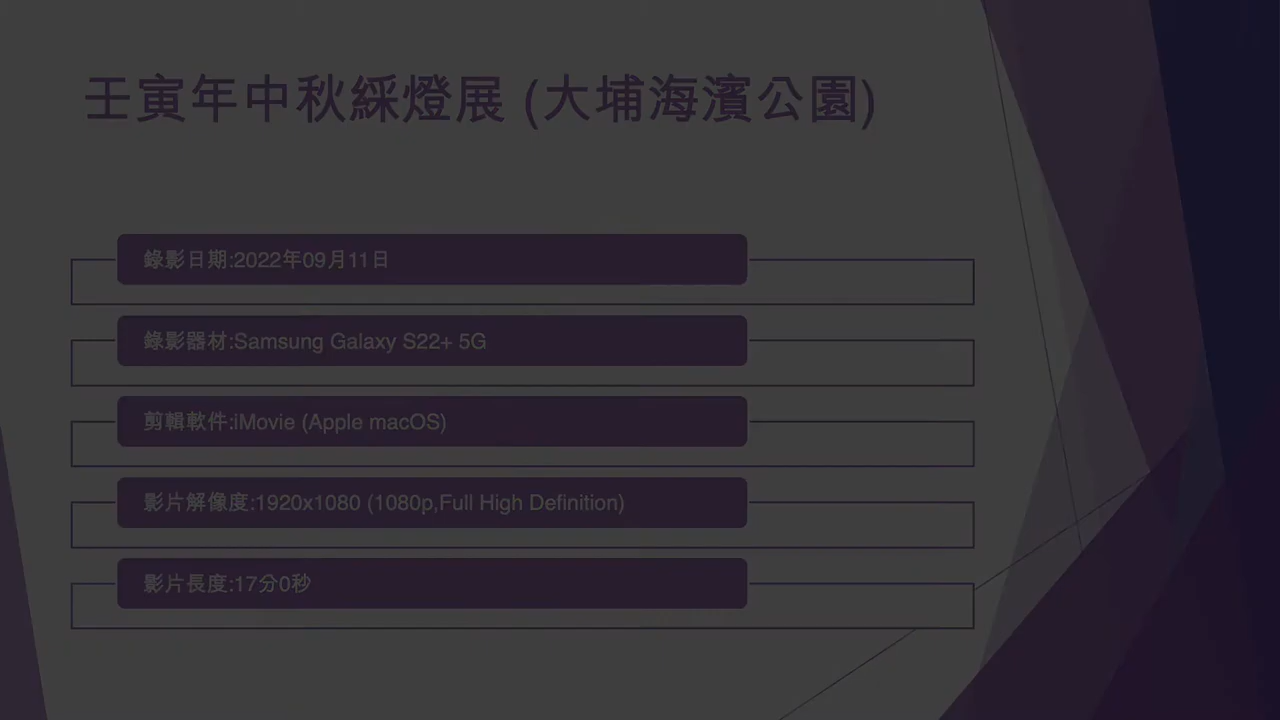 壬寅年中秋綵燈展 (大埔海濱公園)
錄影日期:2022年09月11日
錄影器材:Samsung Galaxy S22+ 5G
剪輯軟件:iMovie (Apple macOS)
影片解像度:1920x1080 (1080p,Full High Definition)
影片長度:17分0秒